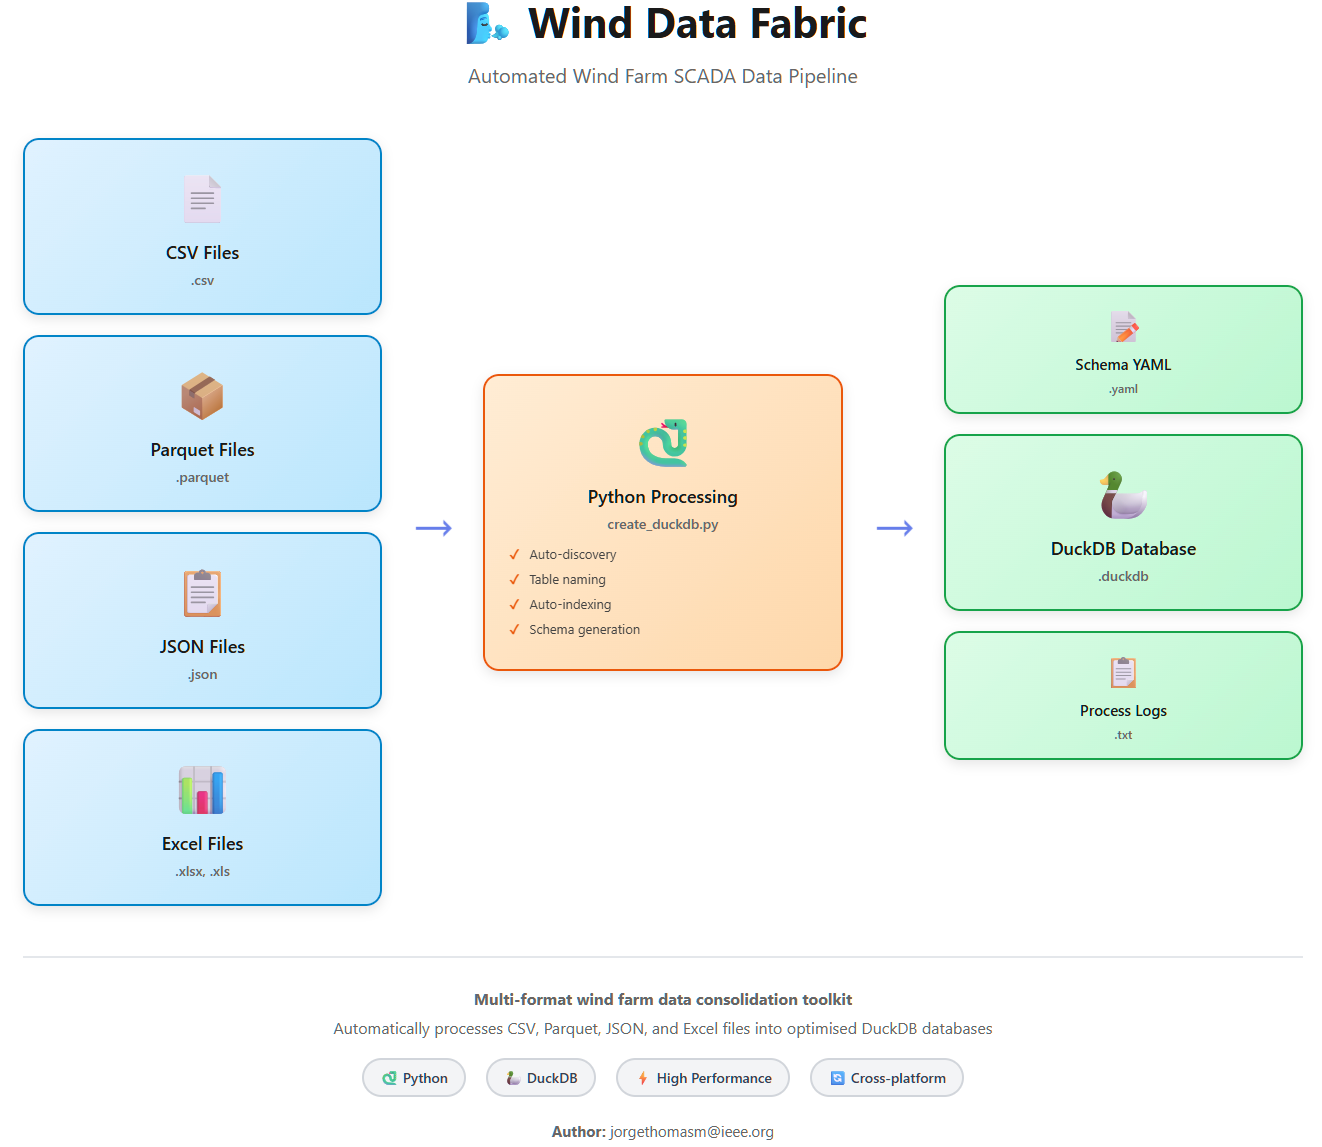 Wind Data Fabric
Automated Wind Farm SCADA Data Pipeline
CSV Files
.csv
Parquet Files
.parquet
JSON Files
.json
Excel Files
.xlsx, .xls
→
Python Processing
create_duckdb.py
✓ Auto-discovery
✓ Table naming
✓ Auto-indexing
✓ Schema generation
→
Schema YAML
.yaml
DuckDB Database
.duckdb
Process Logs
.txt
Multi-format wind farm data consolidation toolkit
Automatically processes CSV, Parquet, JSON, and Excel files into optimised DuckDB databases
Python
DuckDB
High Performance
Cross-platform
Author: jorgethomasm@ieee.org